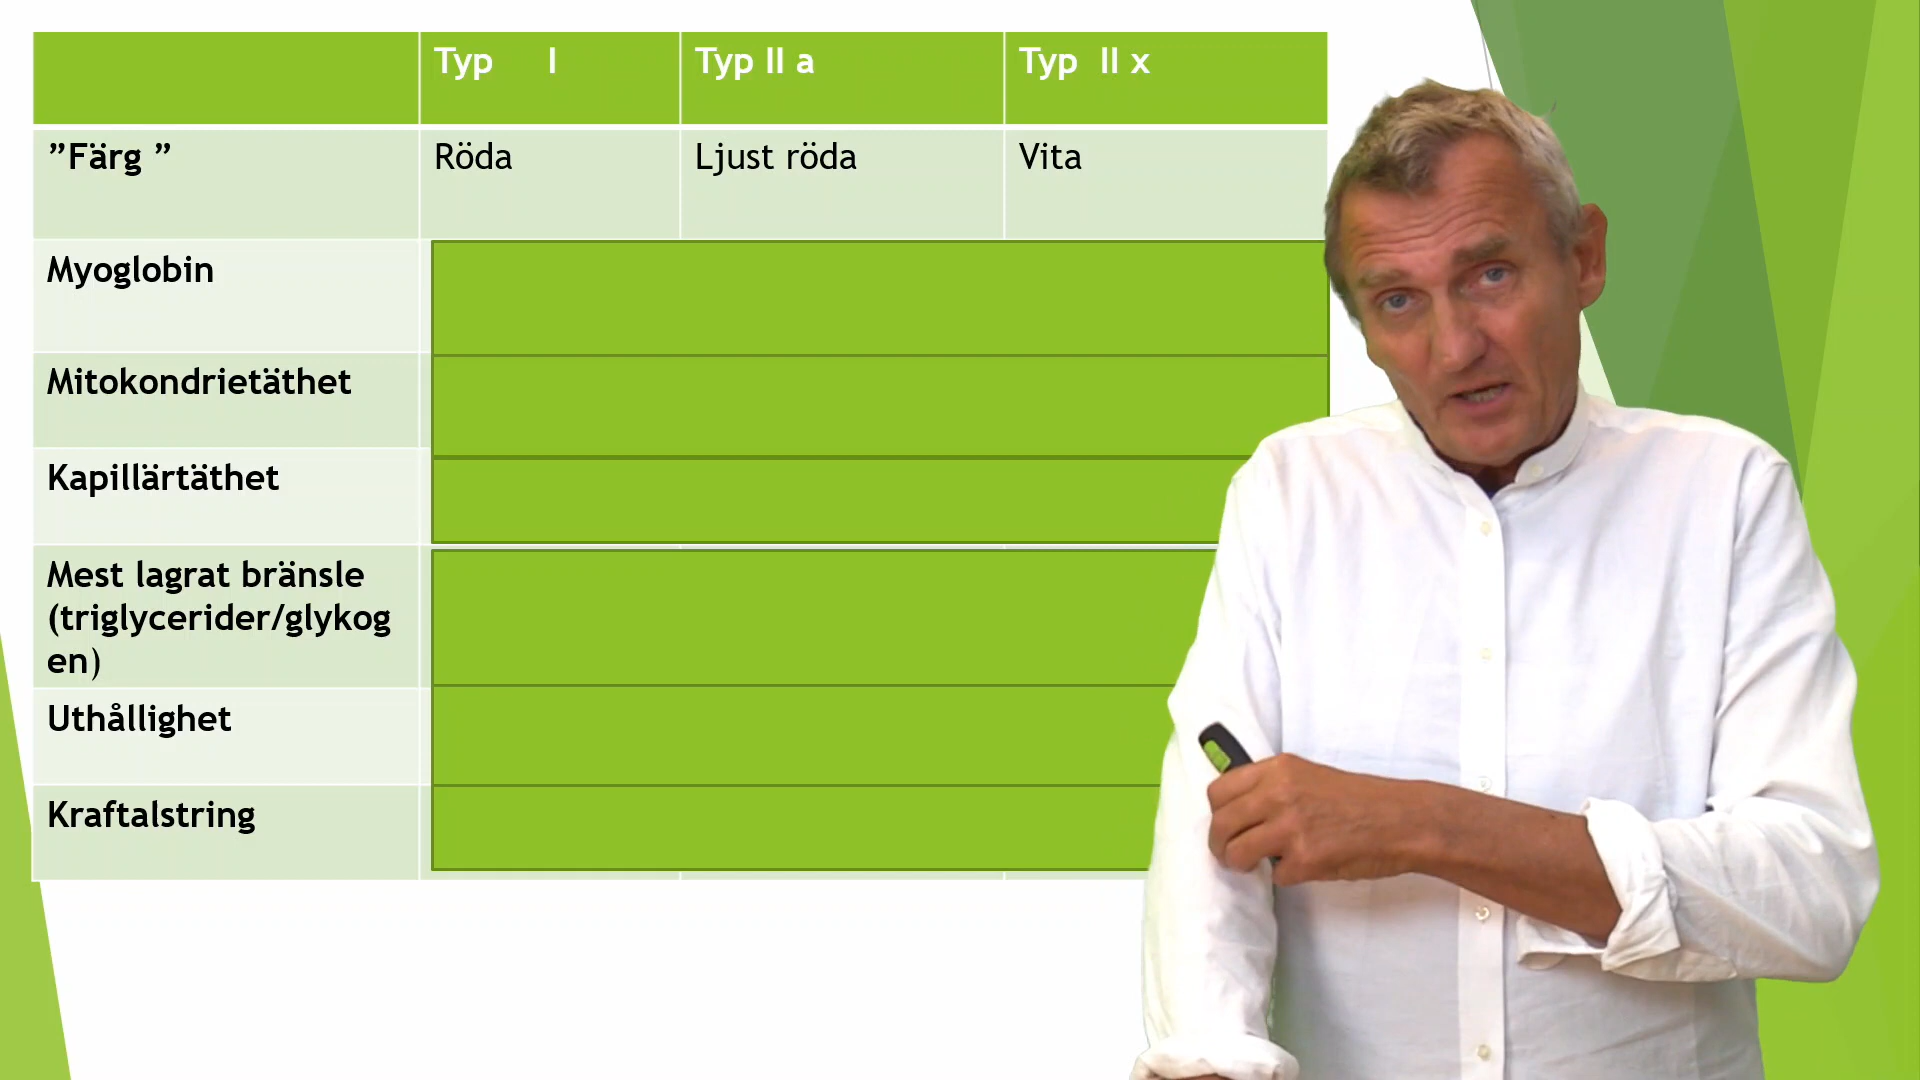 Typ I Typ II a Typ II x
”Färg ” Röda Ljust röda Vita
Myoglobin
Mitokondrietäthet
Kapillärtäthet
Mest lagrat bränsle
(triglycerider/glykog
en)
Uthållighet
Kraftalstring